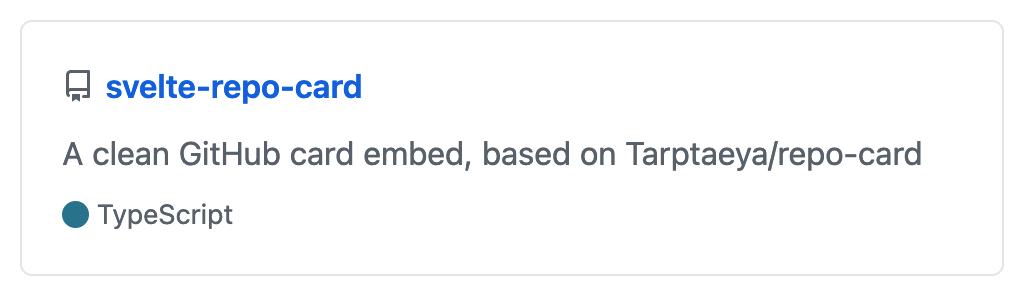 svelte-repo-card
A clean GitHub card embed, based on Tarptaeya/repo-card
TypeScript